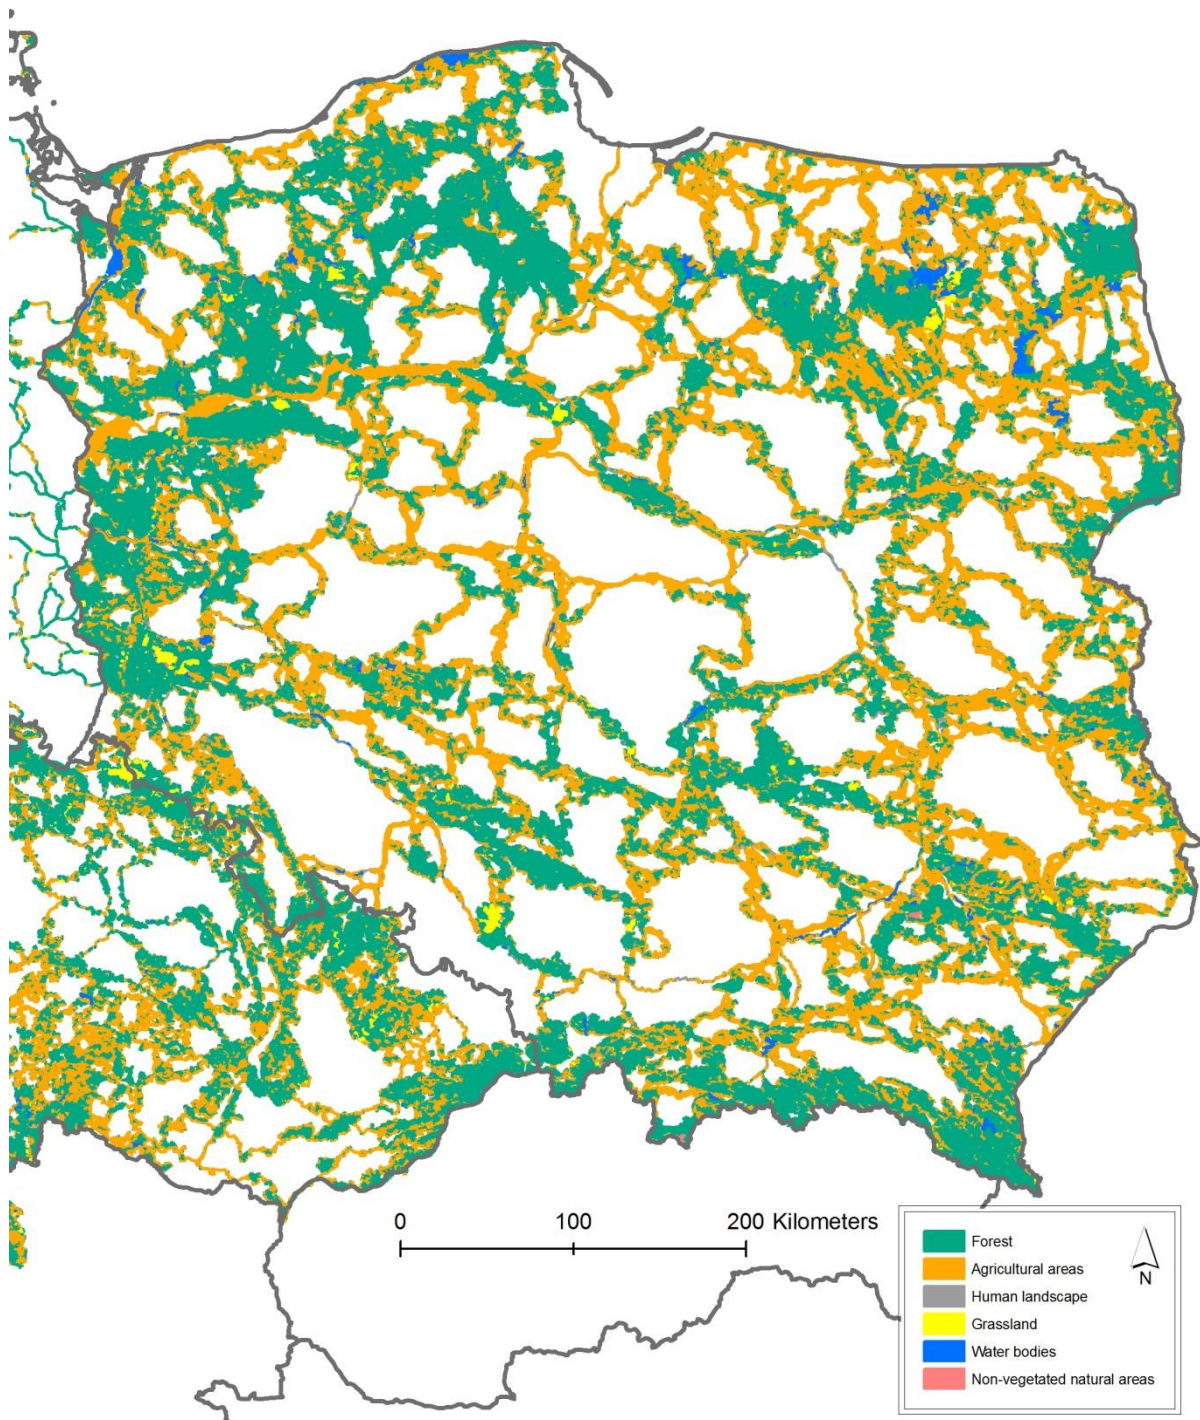 0 100 200 Kilometers
Forest
Agricultural areas
Human landscape
Grassland
Water bodies
Non-vegetated natural areas
N